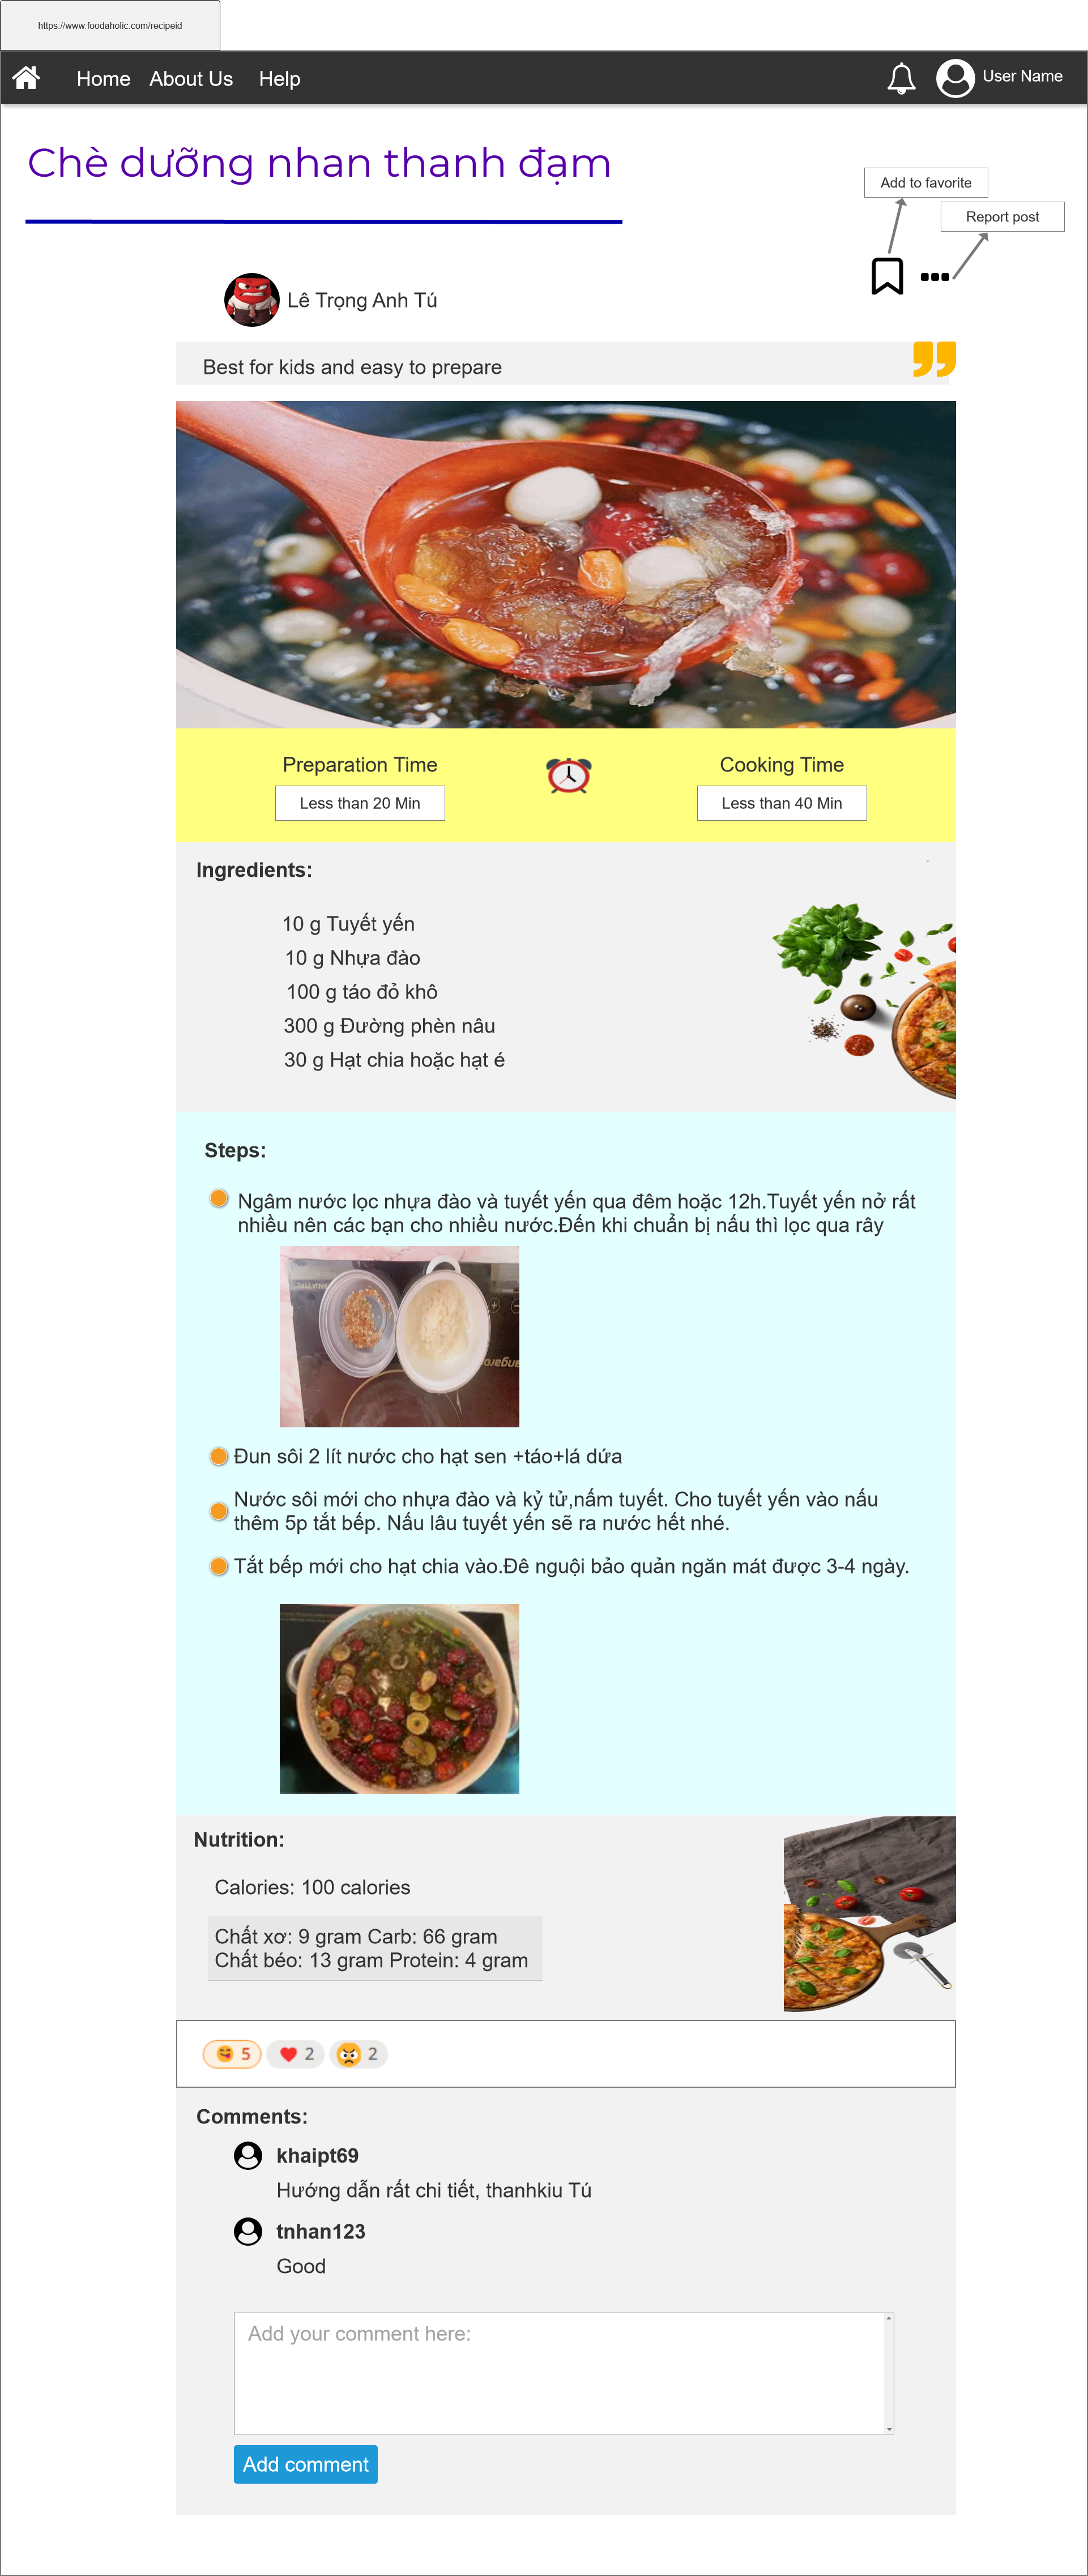 https://www.foodaholic.com/recipeid
Home About Us Help
User Name
Chè dưỡng nhan thanh đạm
Add to favorite
Report post
Lê Trọng Anh Tú
Best for kids and easy to prepare
Preparation Time
Cooking Time
Less than 20 Min
Less than 40 Min
Ingredients:
10 g Tuyết yến
10 g Nhựa đào
100 g táo đỏ khô
300 g Đường phèn nâu
30 g Hạt chia hoặc hạt é
Steps:
Ngâm nước lọc nhựa đào và tuyết yến qua đêm hoặc 12h.Tuyết yến nở rất
nhiều nên các bạn cho nhiều nước.Đến khi chuẩn bị nấu thì lọc qua rây
Đun sôi 2 lít nước cho hạt sen +táo+lá dứa
Nước sôi mới cho nhựa đào và kỷ tử,nấm tuyết. Cho tuyết yến vào nấu
thêm 5p tắt bếp. Nấu lâu tuyết yến sẽ ra nước hết nhé.
Tắt bếp mới cho hạt chia vào.Đê nguội bảo quản ngăn mát được 3-4 ngày.
Nutrition:
Calories: 100 calories
Chất xơ: 9 gram Carb: 66 gram
Chất béo: 13 gram Protein: 4 gram
5 2 2
Comments:
khaipt69
Hướng dẫn rất chi tiết, thanhkiu Tú
tnhan123
Good
Add your comment here:
Add comment